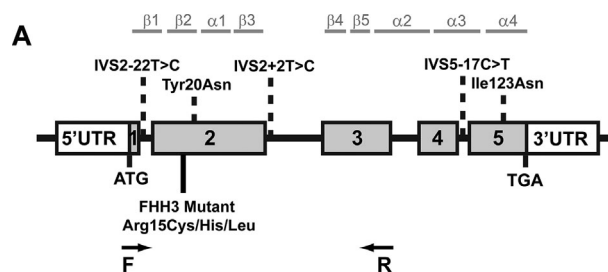 A
β1 β2 α1 β3 β4 β5 α2 α3 α4
IVS2-22T>C IVS2+2T>C IVS5-17C>T
Tyr20Asn Ile123Asn
5’UTR 1 2 3 4 5 3’UTR
ATG TGA
FHH3 Mutant
Arg15Cys/His/Leu
F R